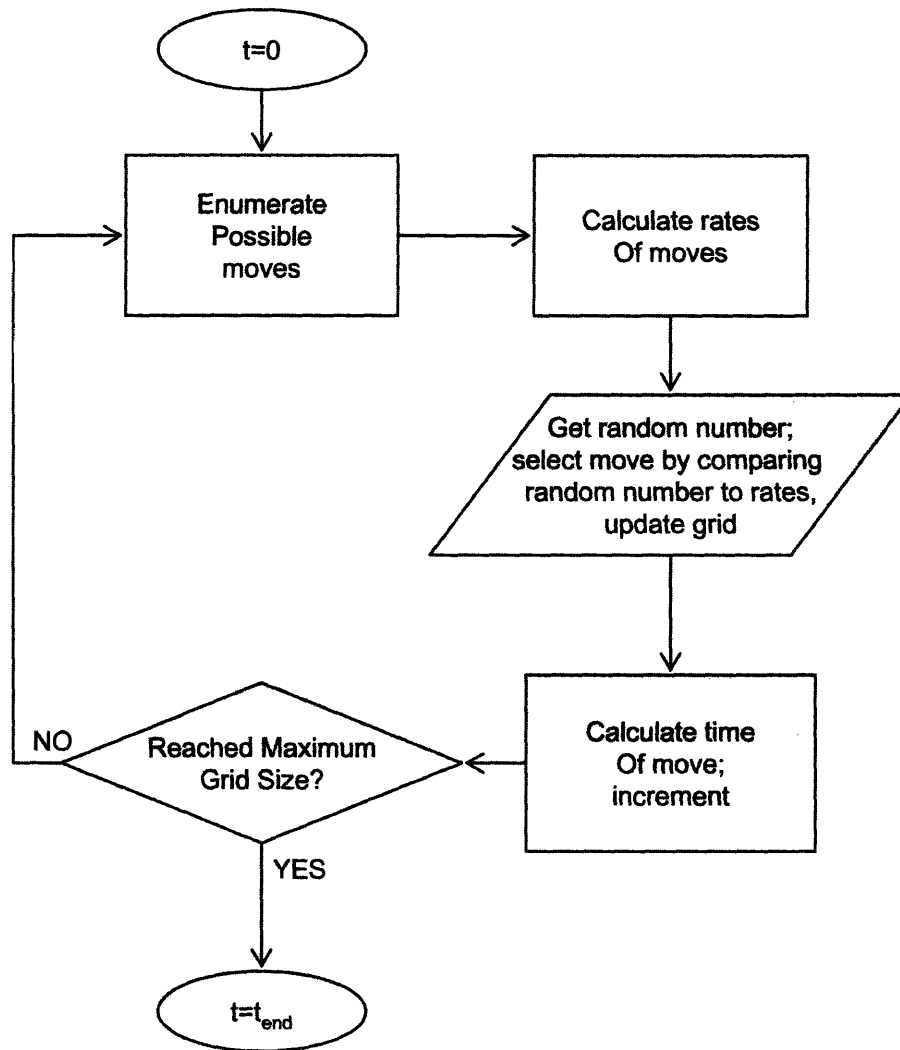 t=0
Enumerate
Possible
moves
Calculate rates
Of moves
Get random number;
select move by comparing
random number to rates,
update grid
Calculate time
Of move;
increment
Reached Maximum
Grid Size?
NO
YES
t=t_end